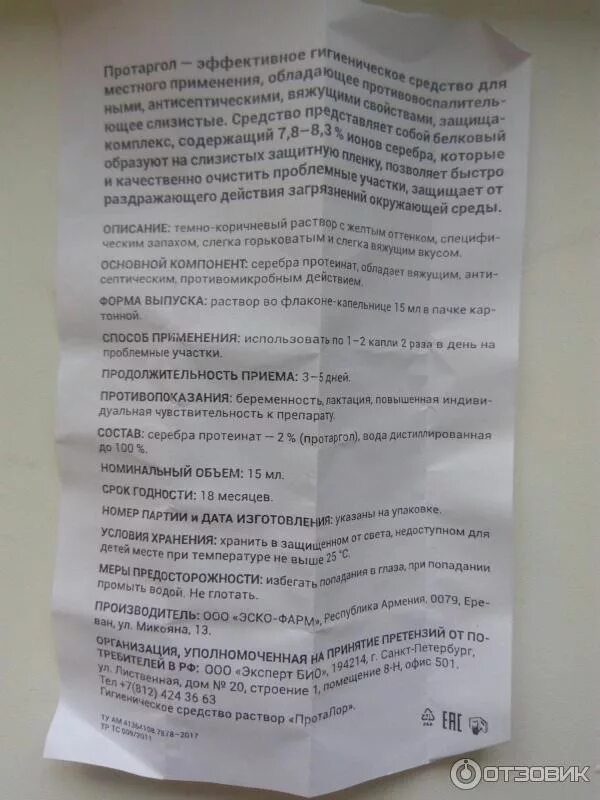 Протаргол — эффективное гигиеническое средство для
местного применения, обладающее противовоспалитель-
ными, антисептическими, вяжущими свойствами, защища-
ющее слизистые. Средство представляет собой белковый
комплекс, содержащий 7,8–8,3 % ионов серебра, которые
образуют на слизистых защитную пленку, позволяет быстро
и качественно очистить проблемные участки, защищает от
раздражающего действия загрязнений окружающей среды.
ОПИСАНИЕ: темно-коричневый раствор с желтым оттенком, специфи-
ческим запахом, слегка горьковатым и слегка вяжущим вкусом.
ОСНОВНОЙ КОМПОНЕНТ: серебра протеинат, обладает вяжущим, анти-
септическим, противомикробным действием.
ФОРМА ВЫПУСКА: раствор во флаконе-капельнице 15 мл в пачке кар-
тонной.
СПОСОБ ПРИМЕНЕНИЯ: использовать по 1–2 капли 2 раза в день на
проблемные участки.
ПРОДОЛЖИТЕЛЬНОСТЬ ПРИЕМА: 3–5 дней.
ПРОТИВОПОКАЗАНИЯ: беременность, лактация, повышенная индиви-
дуальная чувствительность к препарату.
СОСТАВ: серебра протеинат — 2 % (протаргол), вода дистиллированная
до 100 %.
НОМИНАЛЬНЫЙ ОБЪЕМ: 15 мл.
СРОК ГОДНОСТИ: 18 месяцев.
НОМЕР ПАРТИИ и ДАТА ИЗГОТОВЛЕНИЯ: указаны на упаковке.
УСЛОВИЯ ХРАНЕНИЯ: хранить в защищенном от света, недоступном для
детей месте при температуре не выше 25 °С.
МЕРЫ ПРЕДОСТОРОЖНОСТИ: избегать попадания в глаза, при попадании
промыть водой. Не глотать.
ПРОИЗВОДИТЕЛЬ: ООО «ЭСКО-ФАРМ», Республика Армения, 0079, Ере-
ван, ул. Микояна, 13.
ОРГАНИЗАЦИЯ, УПОЛНОМОЧЕННАЯ НА ПРИНЯТИЕ ПРЕТЕНЗИЙ ОТ ПО-
ТРЕБИТЕЛЕЙ В РФ: ООО «Эксперт БИО», 194214, г. Санкт-Петербург,
ул. Лиственная, дом № 20, строение 1, помещение 8-Н, офис 501.
Тел +7(812) 424 36 63
Гигиеническое средство раствор «ПротаЛор».
ТУ АМ 41364108.7878–2017
ТР ТС 009/2011
EAC
ОТЗОВИК